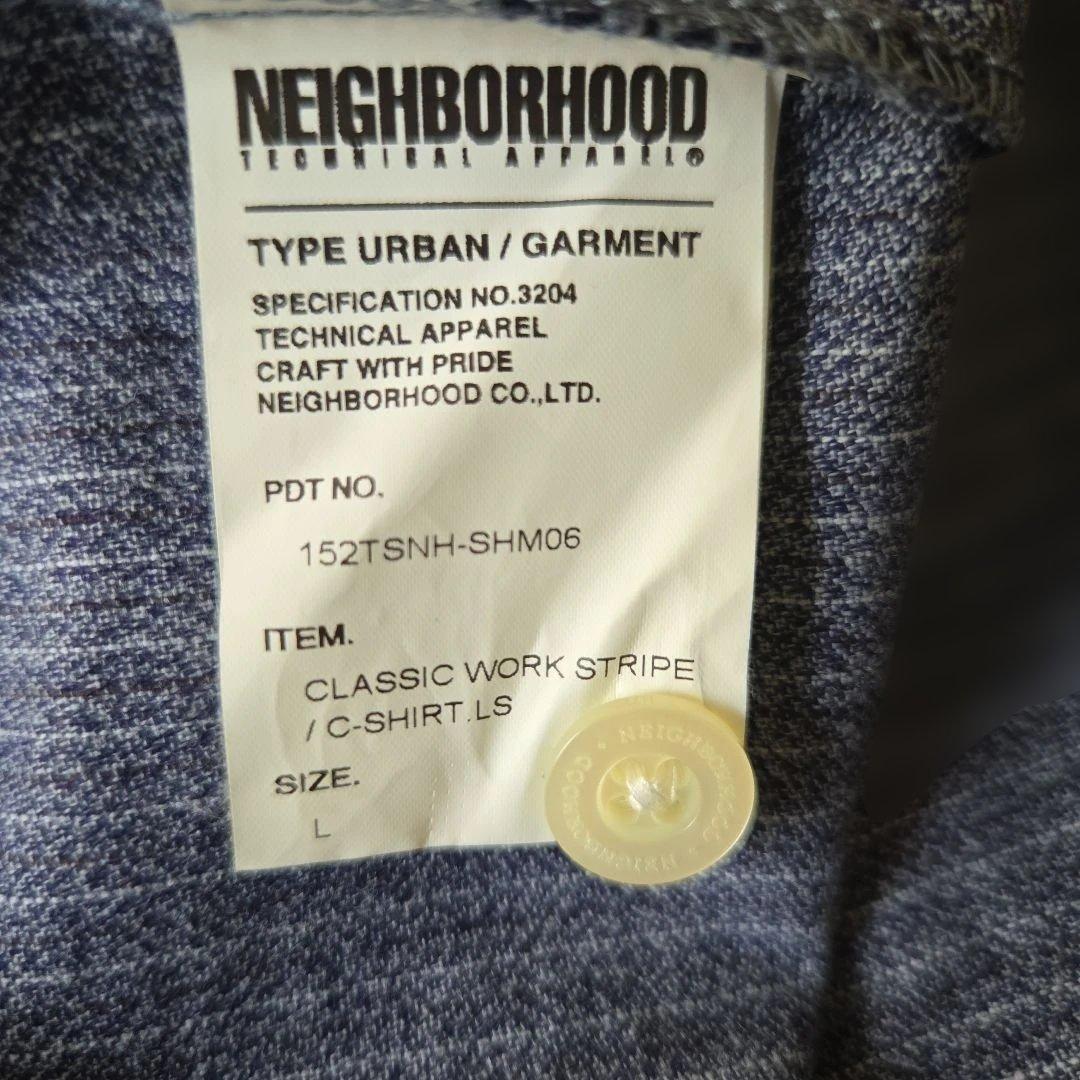 NEIGHBORHOOD
TECHNICAL APPAREL®
TYPE URBAN / GARMENT
SPECIFICATION NO.3204
TECHNICAL APPAREL
CRAFT WITH PRIDE
NEIGHBORHOOD CO.,LTD.
PDT NO.
152TSNH-SHM06
ITEM.
CLASSIC WORK STRIPE
/ C-SHIRT.LS
SIZE.
L
NEIGHBORHOOD